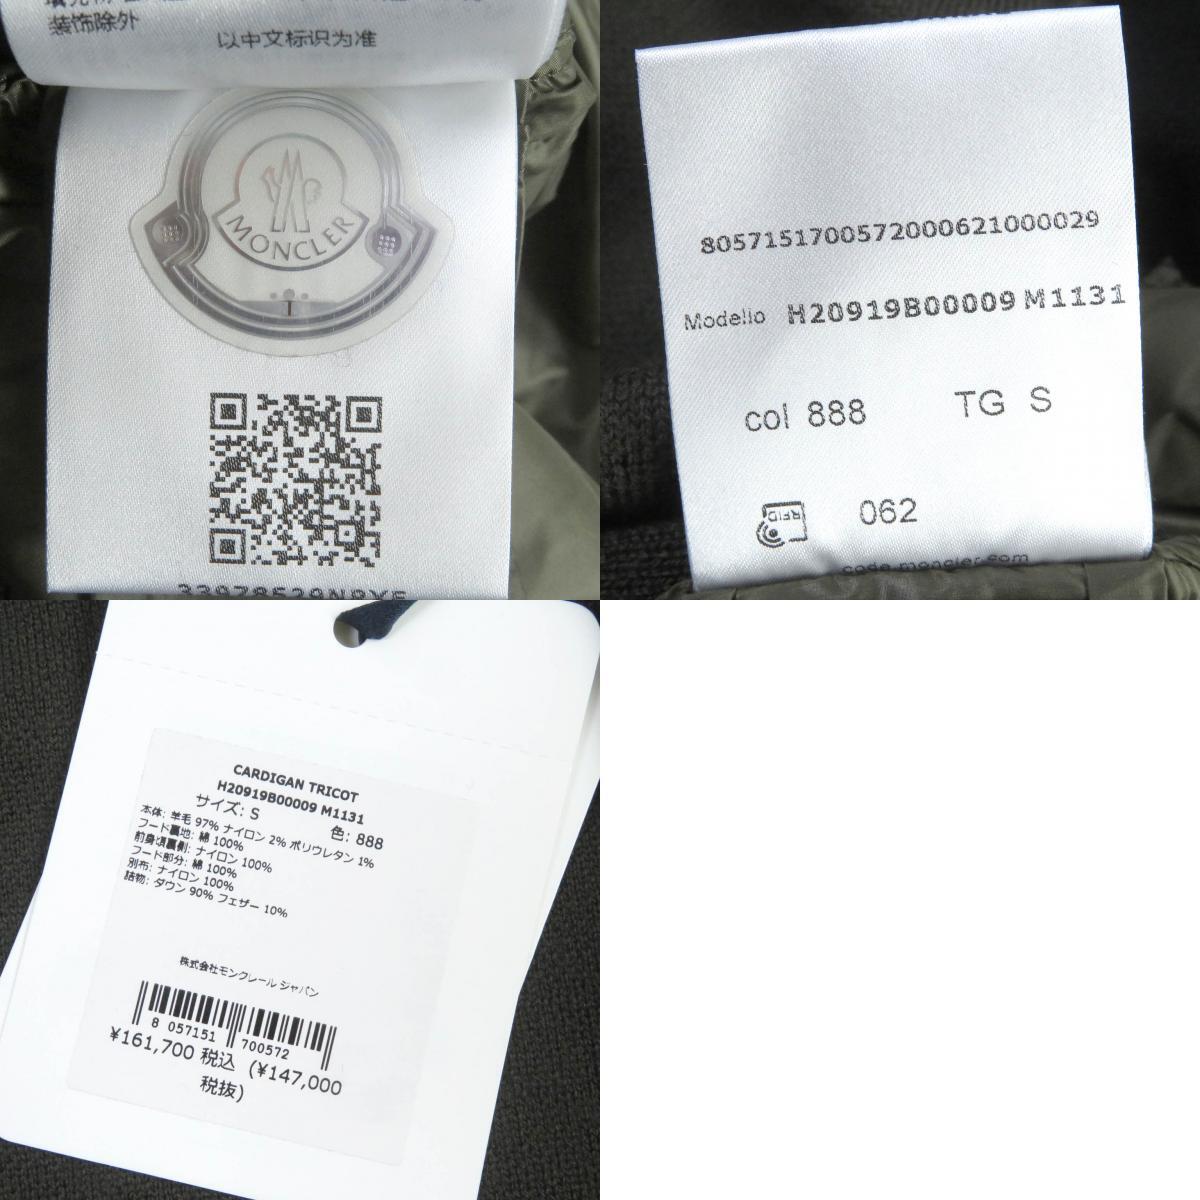 装饰除外
以中文标识为准
MONCLER
8057151700572000621000029
Modello H20919B00009 M1131
col 888 TG S
RFID 062
code.moncler.com
CARDIGAN TRICOT
H20919B00009 M1131
サイズ: S 色: 888
本体: 羊毛 97% ナイロン 2% ポリウレタン 1%
フード裏地: 綿 100%
前身頃裏側: ナイロン 100%
フード部分: 綿 100%
別布: ナイロン 100%
詰物: ダウン 90% フェザー 10%
株式会社モンクレール ジャパン
8 057151 700572
¥161,700 税込 (¥147,000
税抜)